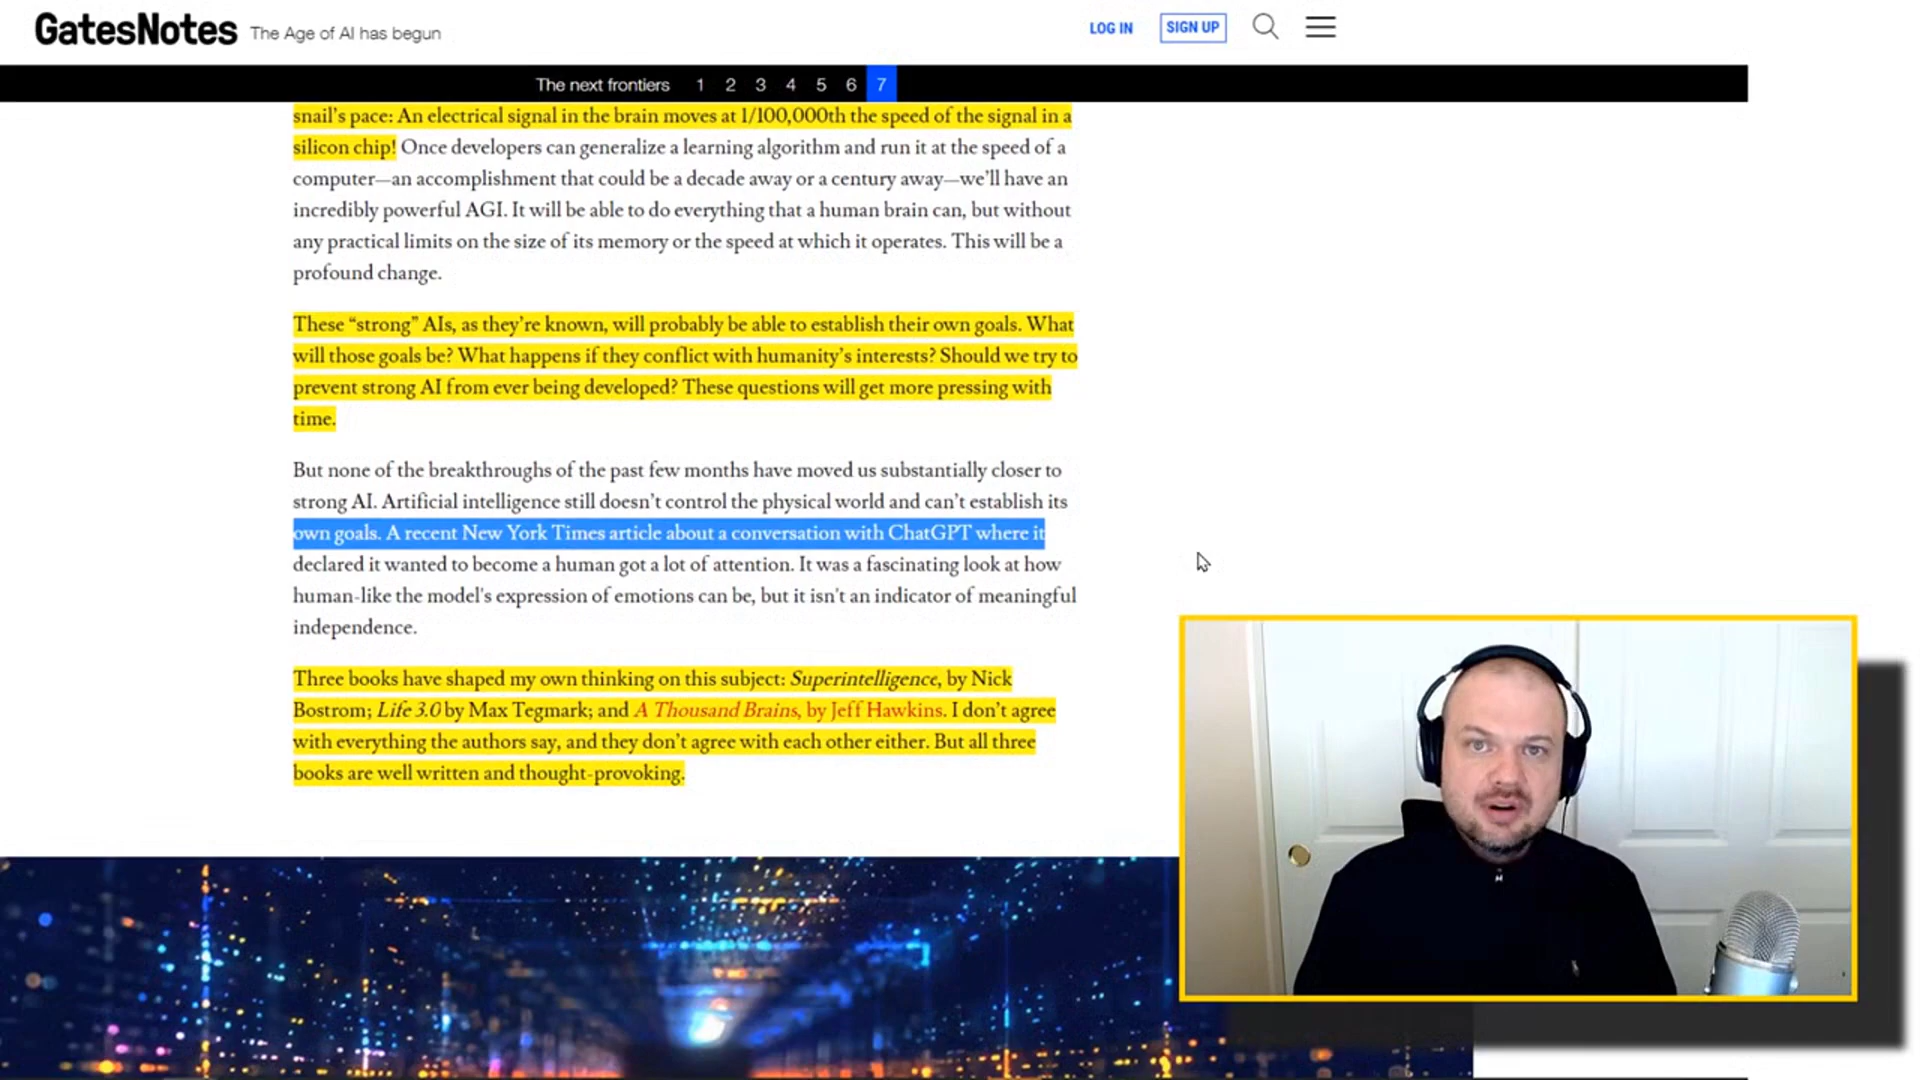 GatesNotes The Age of AI has begun
LOG IN
SIGN UP
The next frontiers 1 2 3 4 5 6 7
snail’s pace: An electrical signal in the brain moves at 1/100,000th the speed of the signal in a
silicon chip! Once developers can generalize a learning algorithm and run it at the speed of a
computer—an accomplishment that could be a decade away or a century away—we’ll have an
incredibly powerful AGI. It will be able to do everything that a human brain can, but without
any practical limits on the size of its memory or the speed at which it operates. This will be a
profound change.
These “strong” AIs, as they’re known, will probably be able to establish their own goals. What
will those goals be? What happens if they conflict with humanity’s interests? Should we try to
prevent strong AI from ever being developed? These questions will get more pressing with
time.
But none of the breakthroughs of the past few months have moved us substantially closer to
strong AI. Artificial intelligence still doesn’t control the physical world and can’t establish its
own goals. A recent New York Times article about a conversation with ChatGPT where it
declared it wanted to become a human got a lot of attention. It was a fascinating look at how
human-like the model's expression of emotions can be, but it isn't an indicator of meaningful
independence.
Three books have shaped my own thinking on this subject: Superintelligence, by Nick
Bostrom; Life 3.0 by Max Tegmark; and A Thousand Brains, by Jeff Hawkins. I don’t agree
with everything the authors say, and they don’t agree with each other either. But all three
books are well written and thought-provoking.